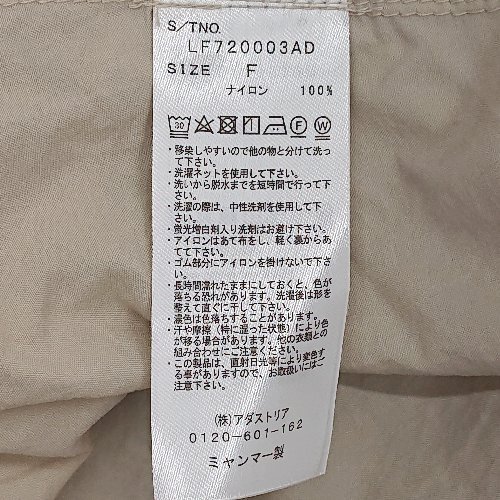 S/TNO.
LF720003AD
SIZE F
ナイロン 100%
30 F W
・移染しやすいので他の物と分けて洗っ
て下さい。
・洗濯ネットを使用して下さい。
・洗いから脱水までを短時間で行って下
さい。
・洗濯の際は、中性洗剤を使用して下さ
い。
・蛍光増白剤入り洗剤はお避け下さい。
・アイロンはあて布をし、軽く裏からあ
てて下さい。
・ゴム部分にアイロンを掛けないで下さ
い。
・長時間濡れたままにしておくと、色が
落ちる恐れがあります。洗濯後は形を
整えて直ぐに干して下さい。
・濃色は色落ちすることがあります。
・汗や摩擦（特に湿った状態）により色
が移る場合があります。他の衣類との
組み合わせにご注意下さい。
・この製品は、直射日光等により変色す
る事がありますので、お取扱いにはご
注意下さい。
(株)アダストリア
0120-601-162
ミャンマー製